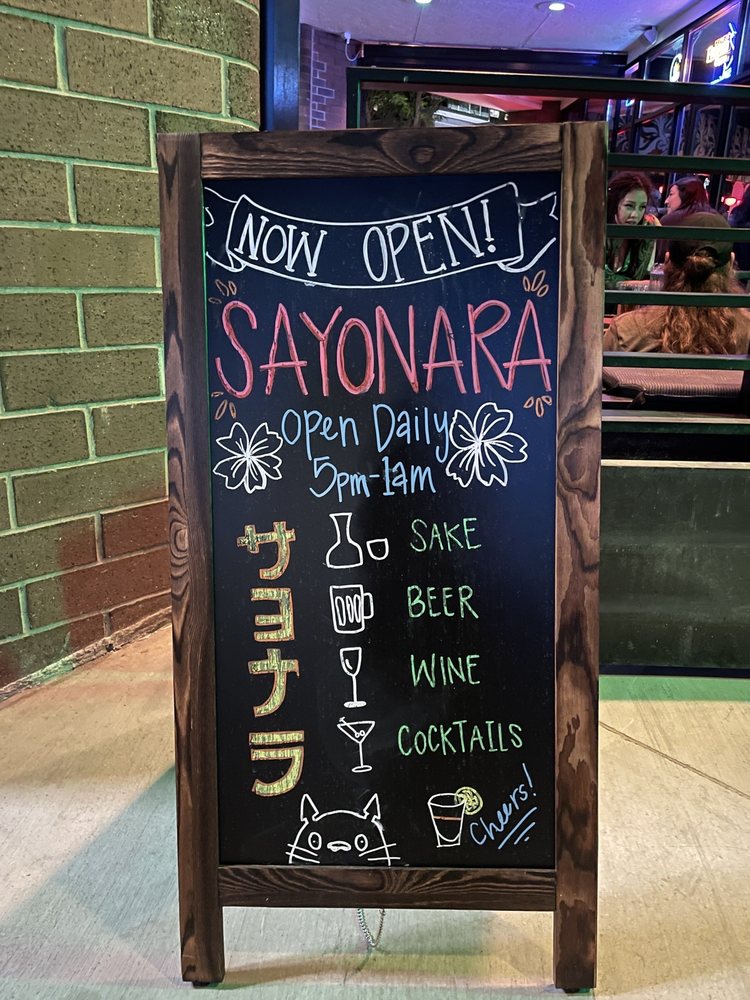 NOW OPEN!
SAYONARA
Open Daily
5pm-1am
サヨナラ
SAKE
BEER
WINE
COCKTAILS
Cheers!